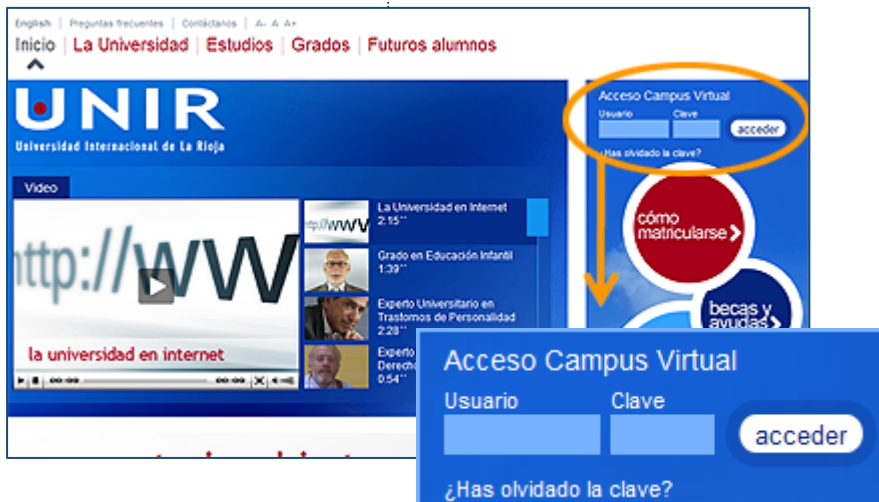 English | Preguntas frecuentes | Contáctanos | A- A A+
Inicio | La Universidad | Estudios | Grados | Futuros alumnos
UNIR
Universidad Internacional de La Rioja
Acceso Campus Virtual
Usuario Clave
acceder
¿Has olvidado la clave?
Video
http://WW
la universidad en internet
http://WWW
La Universidad en Internet
2:15''
Grado en Educación Infantil
1:39''
Experto Universitario en
Trastornos de Personalidad
2:28''
Experto
Derecho
0:54''
cómo
matricularse
becas y
ayudas
Acceso Campus Virtual
Usuario Clave
acceder
¿Has olvidado la clave?